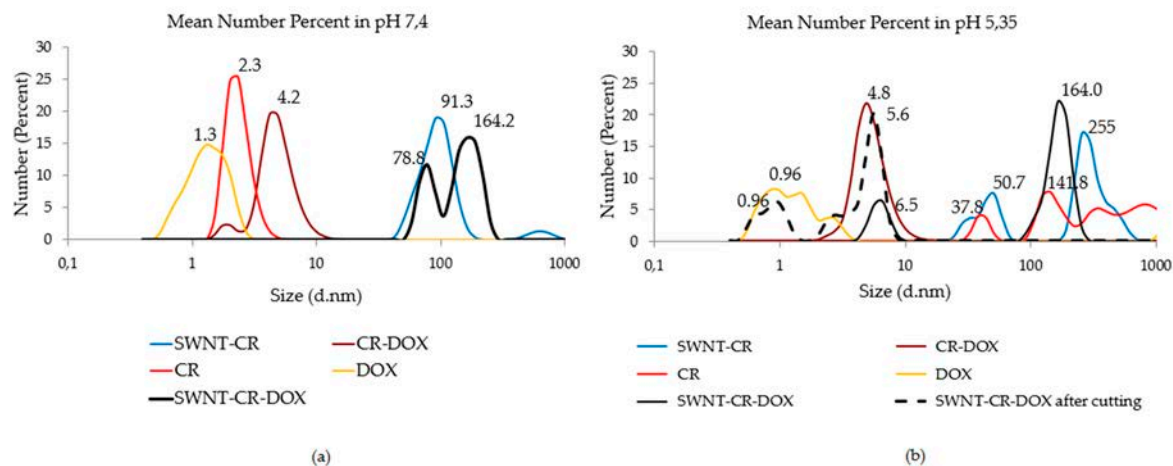 Mean Number Percent in pH 7,4
Number (Percent)
30
25
20
15
10
5
0
2.3
4.2
1.3
91.3
164.2
78.8
0,1
1
10
100
1000
Size (d.nm)
SWNT-CR
CR-DOX
CR
DOX
SWNT-CR-DOX
(a)
Mean Number Percent in pH 5,35
Number (Percent)
30
25
20
15
10
5
0
4.8
5.6
164.0
255
0.96
0.96
6.5
37.8
50.7
141.8
0,1
1
10
100
1000
Size (d.nm)
SWNT-CR
CR-DOX
CR
DOX
SWNT-CR-DOX
SWNT-CR-DOX after cutting
(b)